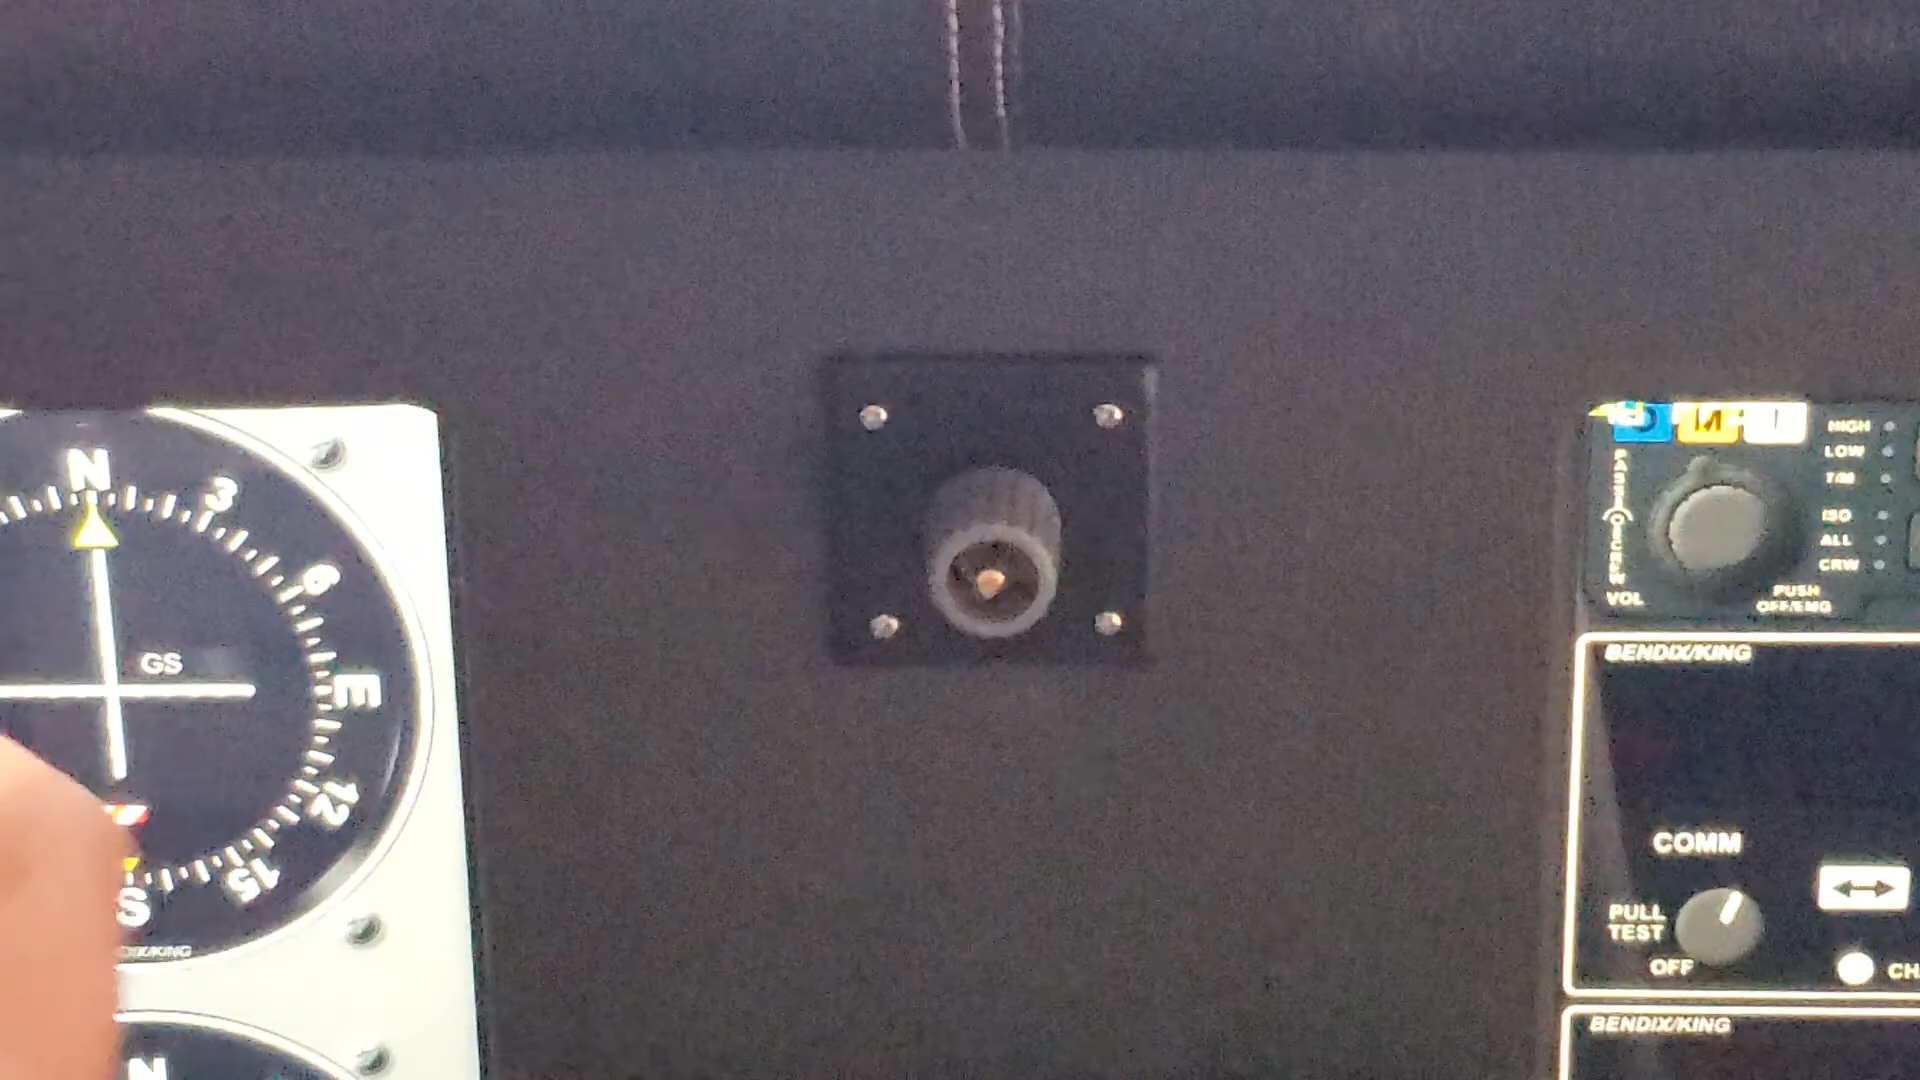 N
3
6
GS
E
12
15
S
N
HIGH
LOW
ISO
ALL
CRW
VOL
PUSH
OFF/EMG
BENDIX/KING
COMM
PULL
TEST
OFF
BENDIX/KING